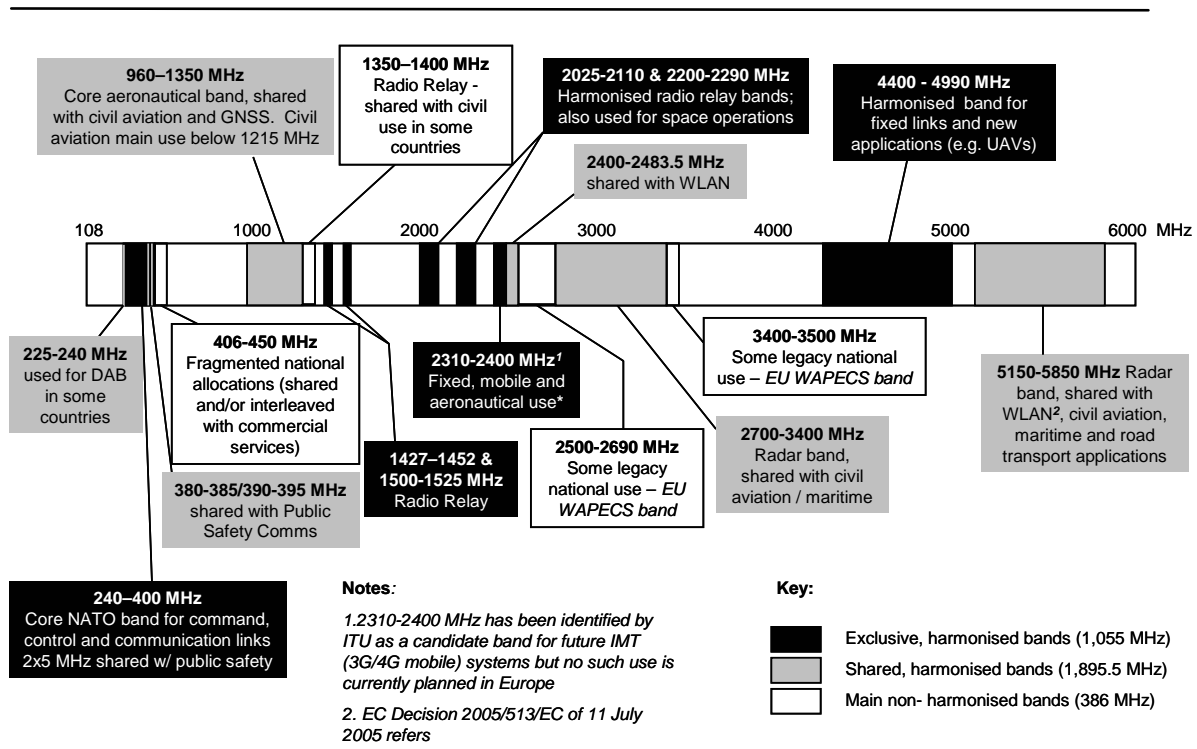 960–1350 MHz
Core aeronautical band, shared
with civil aviation and GNSS. Civil
aviation main use below 1215 MHz
1350–1400 MHz
Radio Relay -
shared with civil
use in some
countries
2025-2110 & 2200-2290 MHz
Harmonised radio relay bands;
also used for space operations
4400 - 4990 MHz
Harmonised band for
fixed links and new
applications (e.g. UAVs)
2400-2483.5 MHz
shared with WLAN
108 1000 2000 3000 4000 5000 6000 MHz
225-240 MHz
used for DAB
in some
countries
406-450 MHz
Fragmented national
allocations (shared
and/or interleaved
with commercial
services)
2310-2400 MHz¹
Fixed, mobile and
aeronautical use*
3400-3500 MHz
Some legacy national
use – EU WAPECS band
5150-5850 MHz Radar
band, shared with
WLAN², civil aviation,
maritime and road
transport applications
380-385/390-395 MHz
shared with Public
Safety Comms
1427–1452 &
1500-1525 MHz
Radio Relay
2500-2690 MHz
Some legacy
national use – EU
WAPECS band
2700-3400 MHz
Radar band,
shared with civil
aviation / maritime
240–400 MHz
Core NATO band for command,
control and communication links
2x5 MHz shared w/ public safety
Notes:
1.2310-2400 MHz has been identified by
ITU as a candidate band for future IMT
(3G/4G mobile) systems but no such use is
currently planned in Europe
2. EC Decision 2005/513/EC of 11 July
2005 refers
Key:
Exclusive, harmonised bands (1,055 MHz)
Shared, harmonised bands (1,895.5 MHz)
Main non- harmonised bands (386 MHz)